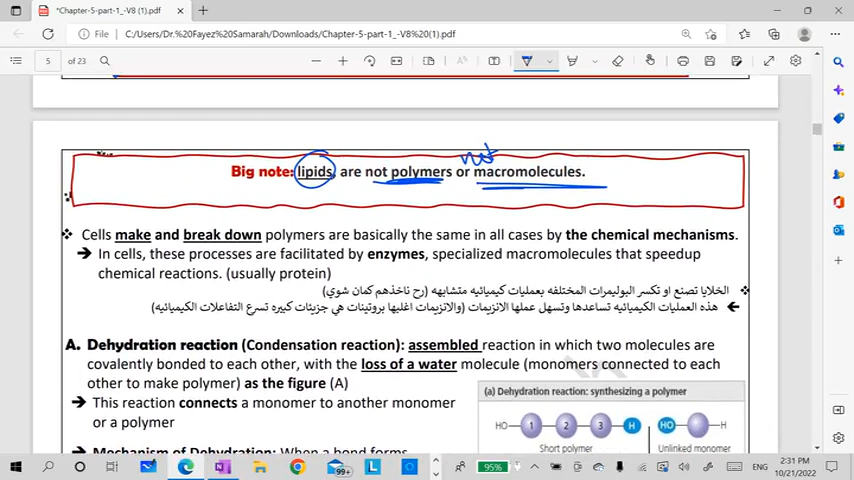 *Chapter-5-part-1_V8 (1).pdf
File
C:/Users/Dr.%20Fayez%20Samarah/Downloads/Chapter-5-part-1_V8%20(1).pdf
5 of 23
not
Big note: lipids, are not polymers or macromolecules.
❖ Cells make and break down polymers are basically the same in all cases by the chemical mechanisms.
➔ In cells, these processes are facilitated by enzymes, specialized macromolecules that speedup
chemical reactions. (usually protein)
❖ الخلايا تصنع او تكسر البوليمرات المختلفه بعمليات كيميائيه متشابهه (رح ناخذهم كمان شوي)
هذه العمليات الكيميائيه تساعدها وتسهل عملها الانزيمات (والانزيمات اغلبها بروتينات هي جزيئات كبيره تسرع التفاعلات الكيميائيه)
A. Dehydration reaction (Condensation reaction): assembled reaction in which two molecules are
covalently bonded to each other, with the loss of a water molecule (monomers connected to each
other to make polymer) as the figure (A)
➔ This reaction connects a monomer to another monomer
or a polymer
➔ Mechanism of Dehydration: When a bond forms
(a) Dehydration reaction: synthesizing a polymer
HO 1 2 3 H HO H
Short polymer Unlinked monomer
99+
95%
ENG
2:31 PM
10/21/2022